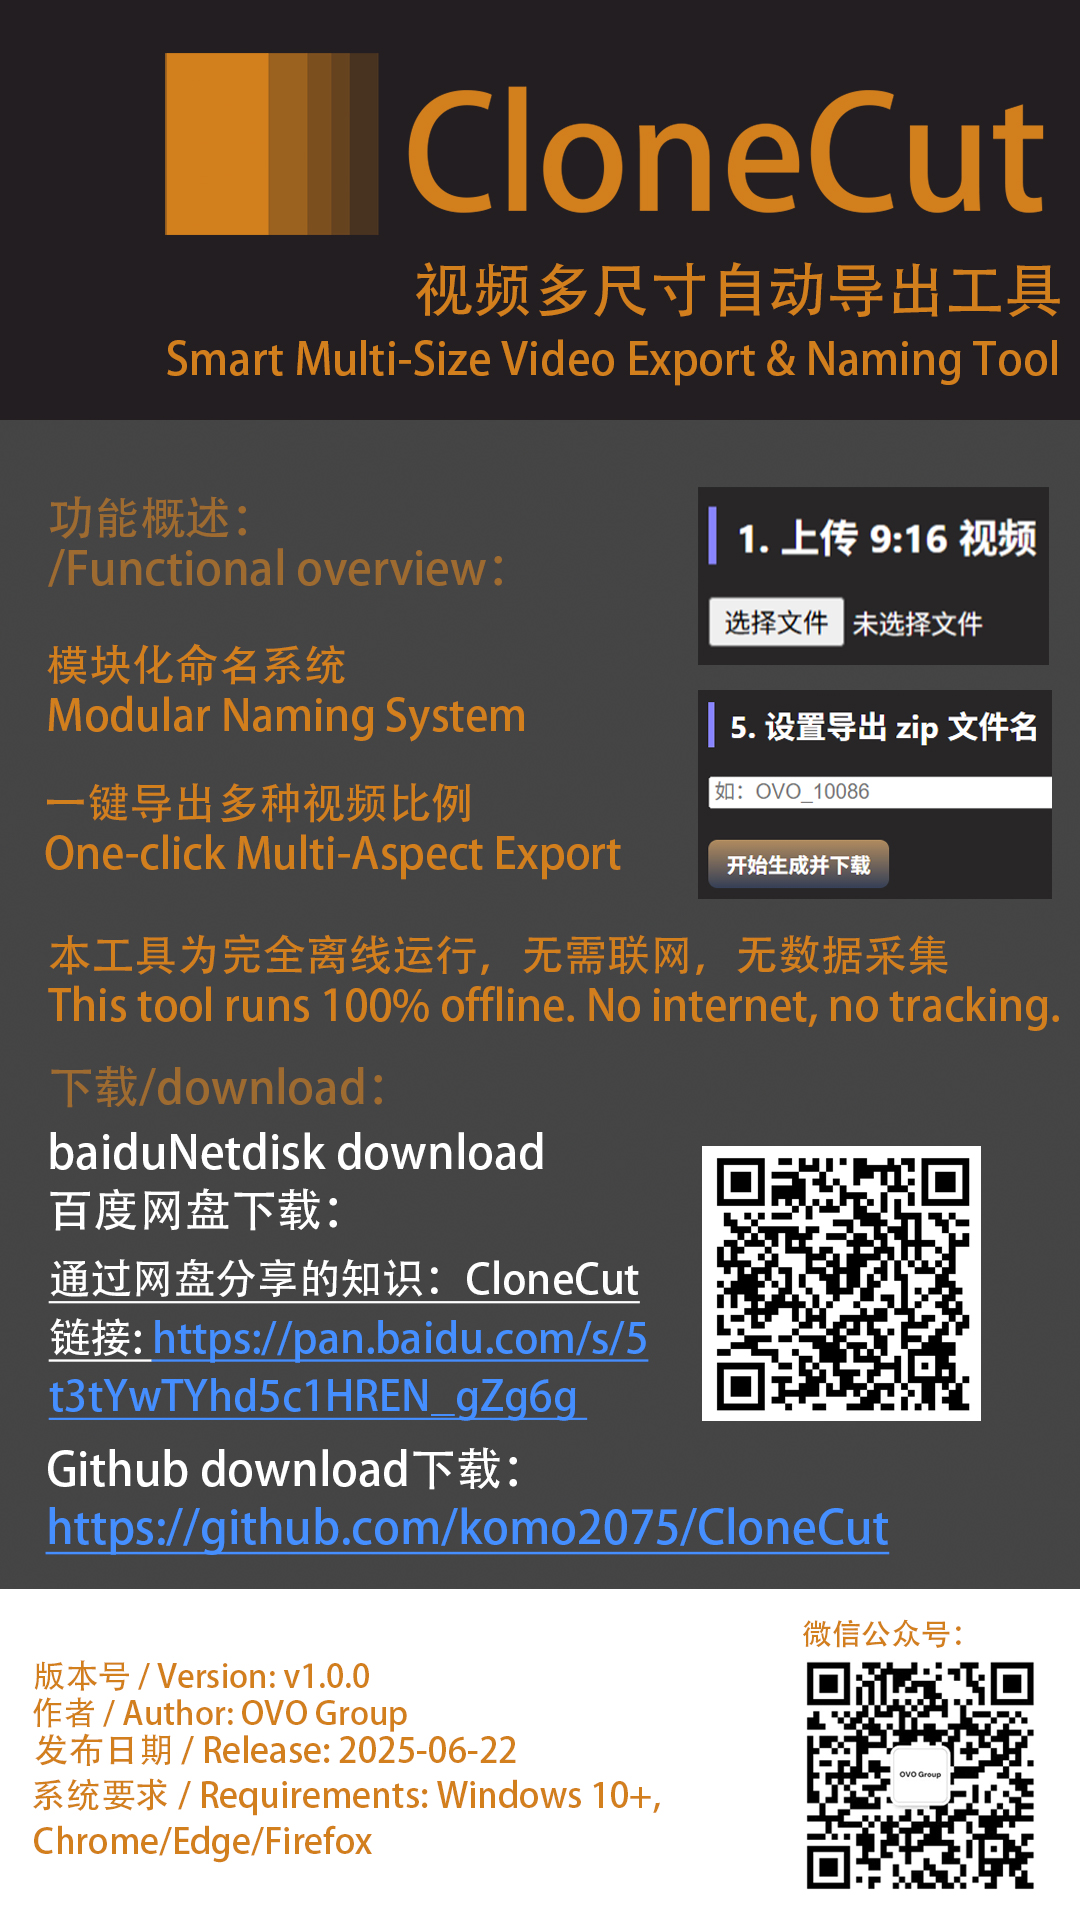 CloneCut
视频多尺寸自动导出工具
Smart Multi-Size Video Export & Naming Tool
功能概述：
/Functional overview：
模块化命名系统
Modular Naming System
一键导出多种视频比例
One-click Multi-Aspect Export
1. 上传 9:16 视频
选择文件 未选择文件
5. 设置导出 zip 文件名
如：OVO_10086
开始生成并下载
本工具为完全离线运行，无需联网，无数据采集
This tool runs 100% offline. No internet, no tracking.
下载/download：
baiduNetdisk download
百度网盘下载：
通过网盘分享的知识：CloneCut
链接: https://pan.baidu.com/s/5
t3tYwTYhd5c1HREN_gZg6g
Github download下载：
https://github.com/komo2075/CloneCut
版本号 / Version: v1.0.0
作者 / Author: OVO Group
发布日期 / Release: 2025-06-22
系统要求 / Requirements: Windows 10+,
Chrome/Edge/Firefox
微信公众号：
OVO Group